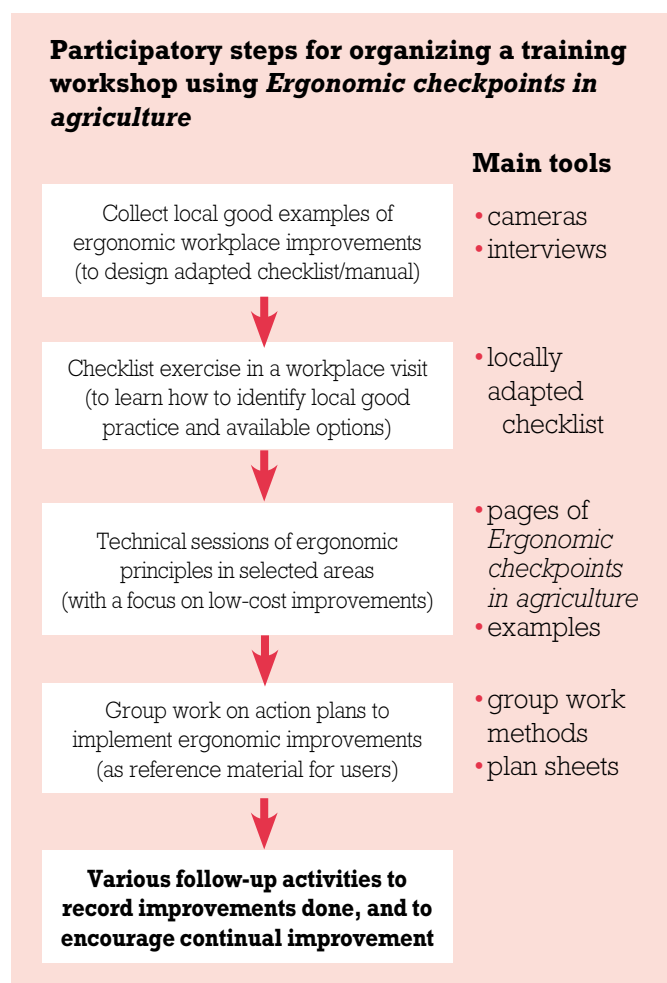 Participatory steps for organizing a training
workshop using Ergonomic checkpoints in
agriculture
Main tools
Collect local good examples of
ergonomic workplace improvements
(to design adapted checklist/manual)
• cameras
• interviews
Checklist exercise in a workplace visit
(to learn how to identify local good
practice and available options)
• locally
adapted
checklist
Technical sessions of ergonomic
principles in selected areas
(with a focus on low-cost improvements)
• pages of
Ergonomic
checkpoints
in agriculture
• examples
Group work on action plans to
implement ergonomic improvements
(as reference material for users)
• group work
methods
• plan sheets
Various follow-up activities to
record improvements done, and to
encourage continual improvement